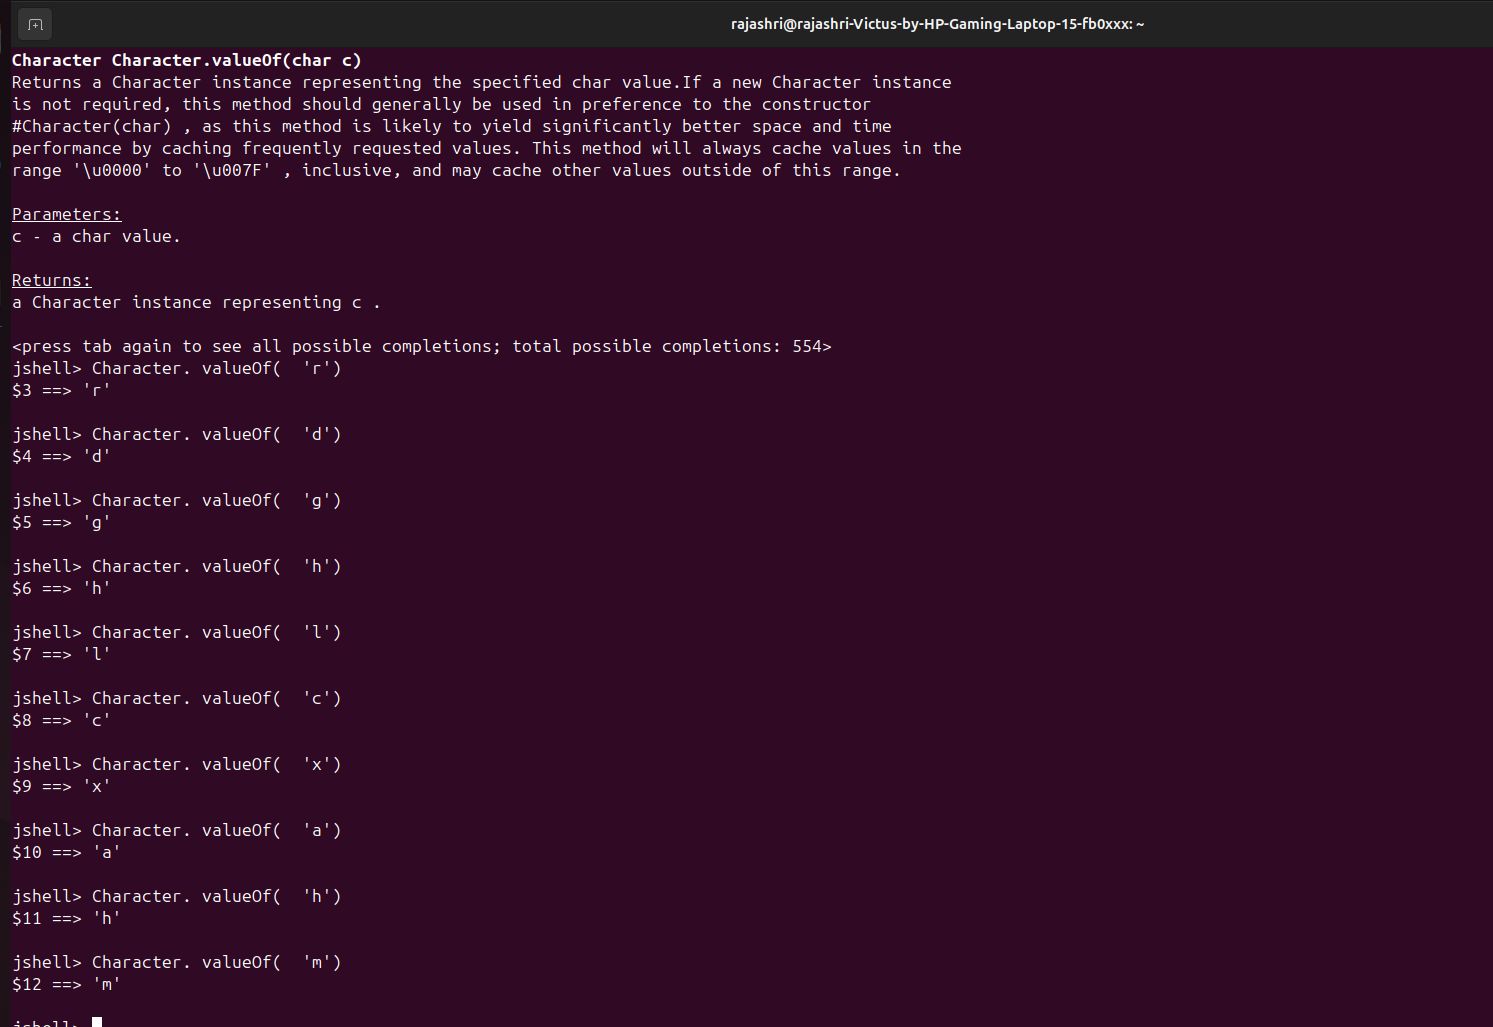 rajashri@rajashri-Victus-by-HP-Gaming-Laptop-15-fb0xxx: ~
Character Character.valueOf(char c)
Returns a Character instance representing the specified char value.If a new Character instance
is not required, this method should generally be used in preference to the constructor
#Character(char) , as this method is likely to yield significantly better space and time
performance by caching frequently requested values. This method will always cache values in the
range '\u0000' to '\u007F' , inclusive, and may cache other values outside of this range.
Parameters:
c - a char value.
Returns:
a Character instance representing c .
<press tab again to see all possible completions; total possible completions: 554>
jshell> Character. valueOf(  'r')
$3 ==> 'r'
jshell> Character. valueOf(  'd')
$4 ==> 'd'
jshell> Character. valueOf(  'g')
$5 ==> 'g'
jshell> Character. valueOf(  'h')
$6 ==> 'h'
jshell> Character. valueOf(  'l')
$7 ==> 'l'
jshell> Character. valueOf(  'c')
$8 ==> 'c'
jshell> Character. valueOf(  'x')
$9 ==> 'x'
jshell> Character. valueOf(  'a')
$10 ==> 'a'
jshell> Character. valueOf(  'h')
$11 ==> 'h'
jshell> Character. valueOf(  'm')
$12 ==> 'm'
jshell>